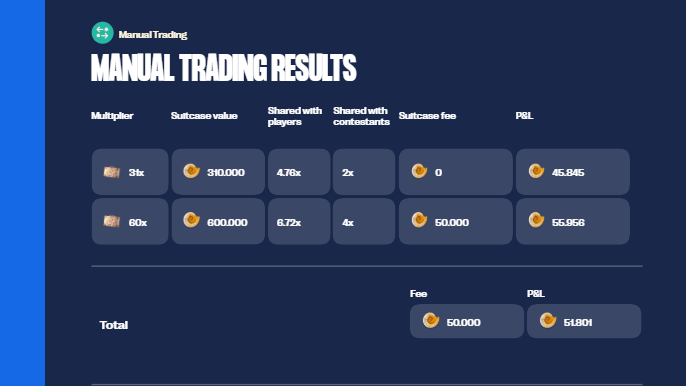 Manual Trading
MANUAL TRADING RESULTS
Multiplier Suitcase value Shared with players Shared with contestants Suitcase fee P&L
31x 310.000 4.76x 2x 0 45.845
60x 600.000 6.72x 4x 50.000 55.956
Fee P&L
Total 50.000 51.801